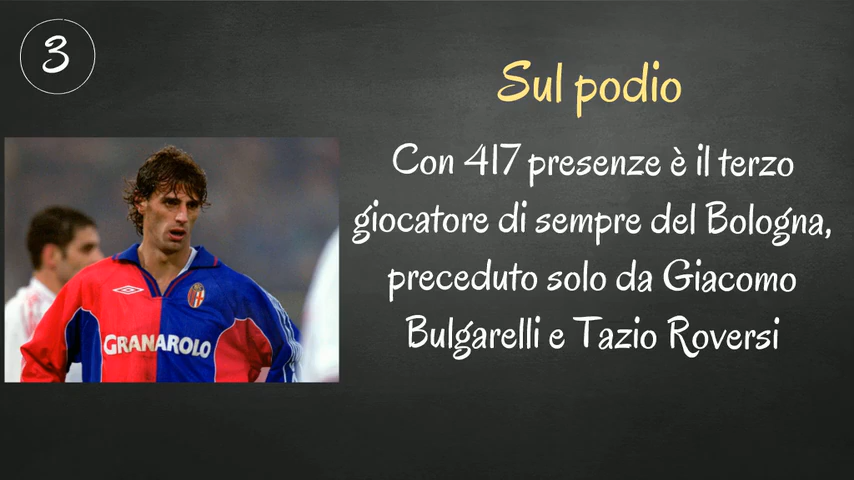 3
Sul podio
Con 417 presenze è il terzo
giocatore di sempre del Bologna,
preceduto solo da Giacomo
Bulgarelli e Tazio Roversi
GRANAROLO